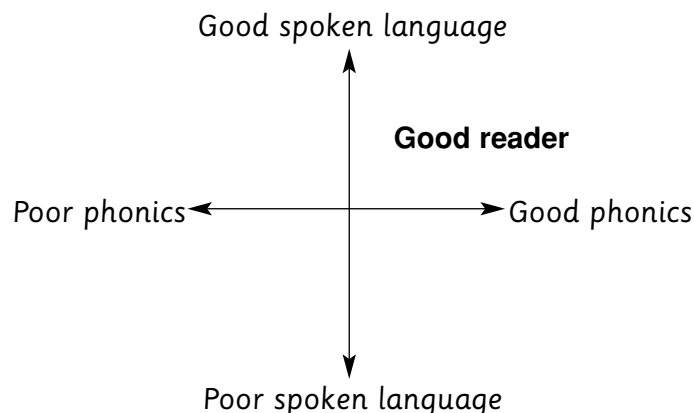 Good spoken language
Good reader
Poor phonics
Good phonics
Poor spoken language